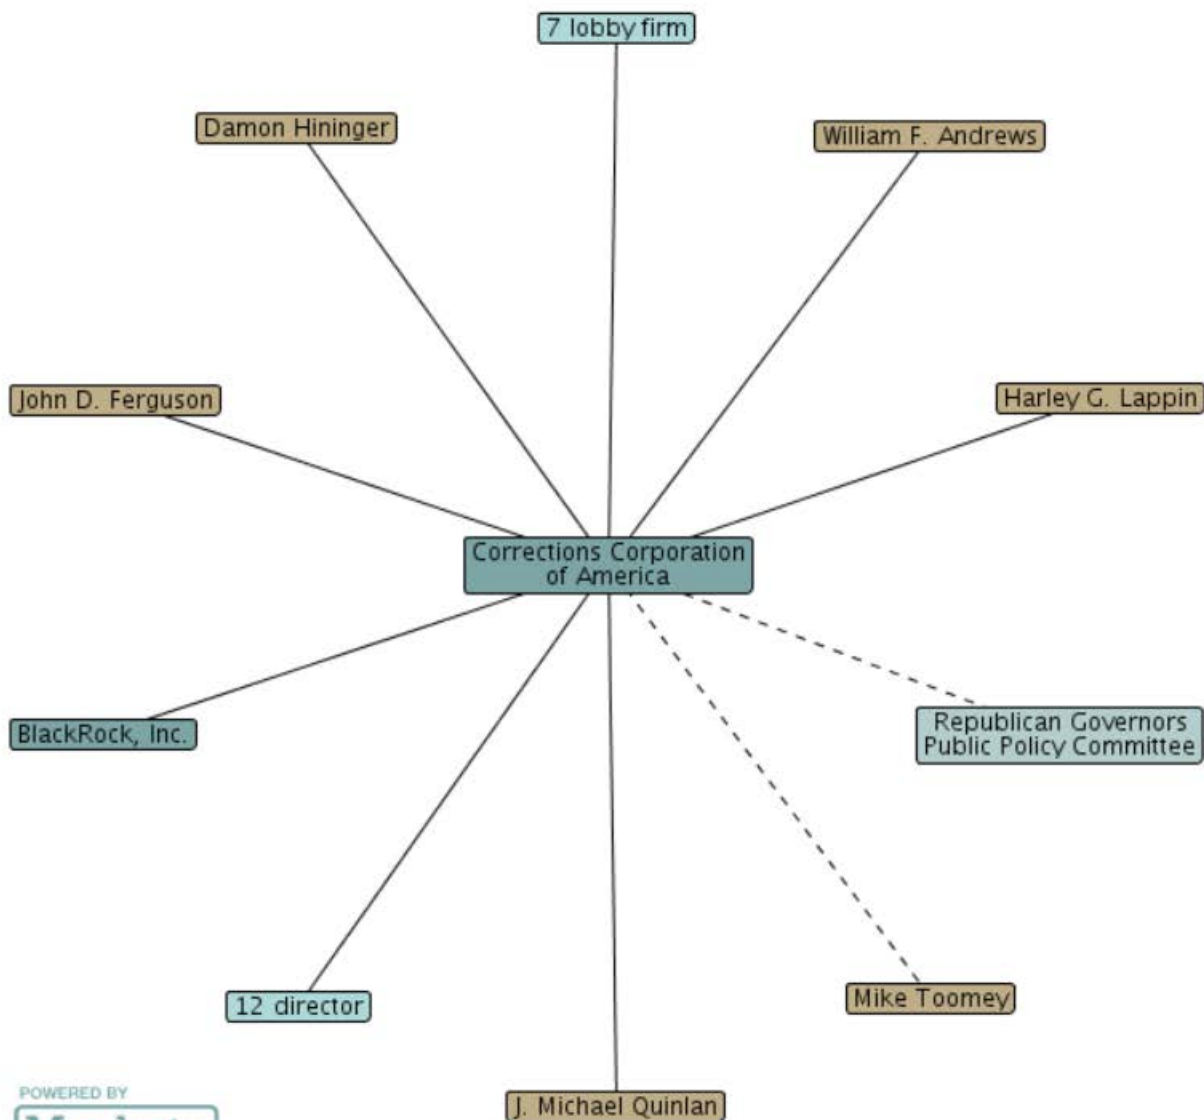 7 lobby firm
Damon Hininger
William F. Andrews
John D. Ferguson
Harley G. Lappin
Corrections Corporation
of America
BlackRock, Inc.
Republican Governors
Public Policy Committee
12 director
Mike Toomey
POWERED BY
J. Michael Quinlan